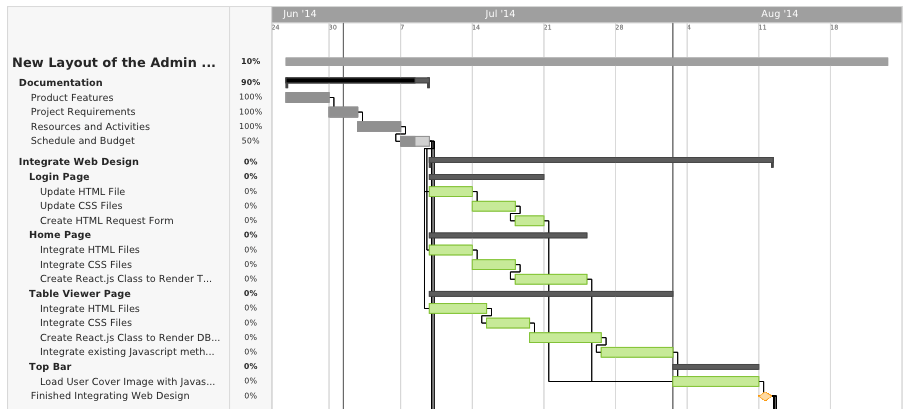 Jun '14 Jul '14 Aug '14
24 30 7 14 21 28 4 11 18
New Layout of the Admin ... 10%
Documentation 90%
Product Features 100%
Project Requirements 100%
Resources and Activities 100%
Schedule and Budget 50%
Integrate Web Design 0%
Login Page 0%
Update HTML File 0%
Update CSS Files 0%
Create HTML Request Form 0%
Home Page 0%
Integrate HTML Files 0%
Integrate CSS Files 0%
Create React.js Class to Render T... 0%
Table Viewer Page 0%
Integrate HTML Files 0%
Integrate CSS Files 0%
Create React.js Class to Render DB... 0%
Integrate existing Javascript meth... 0%
Top Bar 0%
Load User Cover Image with Javas... 0%
Finished Integrating Web Design 0%